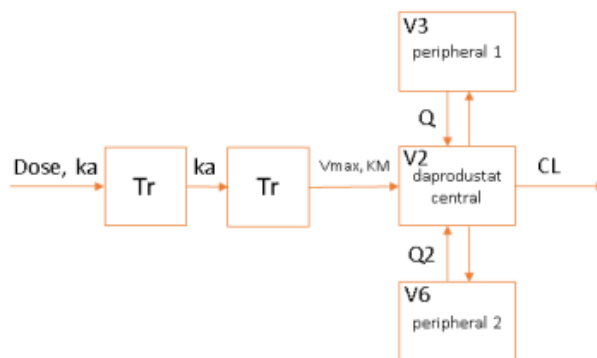 V3
peripheral 1
Q
Dose, ka
Tr
ka
Tr
Vmax, KM
V2
daprodustat
central
CL
Q2
V6
peripheral 2